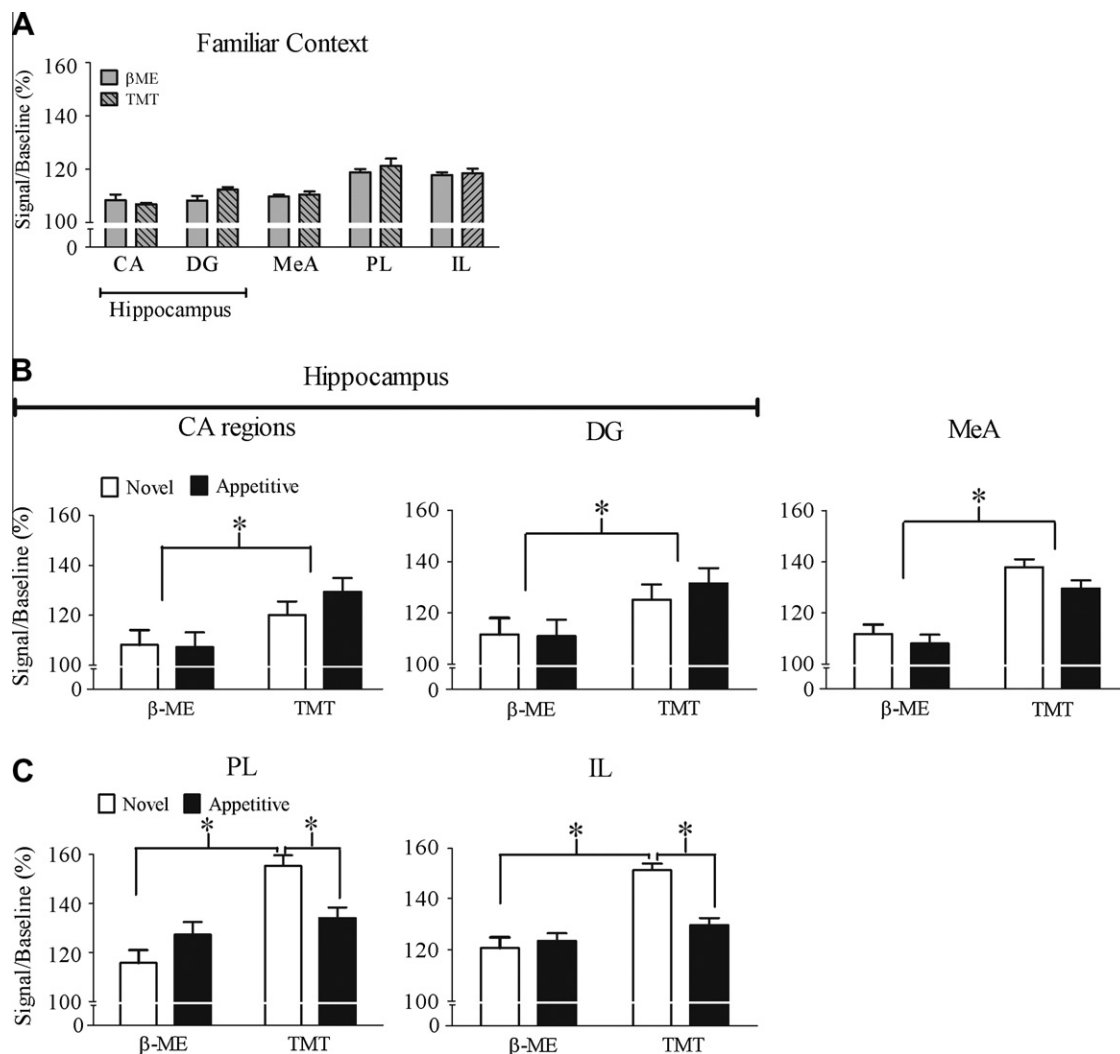 A
Familiar Context
Signal/Baseline (%)
160
140
120
100
0
βME
TMT
CA DG MeA PL IL
Hippocampus
B
Hippocampus
CA regions DG MeA
Novel Appetitive
Signal/Baseline (%)
160
140
120
100
0
*
β-ME TMT
160
140
120
100
0
*
β-ME TMT
160
140
120
100
0
*
β-ME TMT
C
PL IL
Novel Appetitive
Signal/Baseline (%)
160
140
120
100
0
* *
β-ME TMT
160
130
120
100
0
* *
β-ME TMT